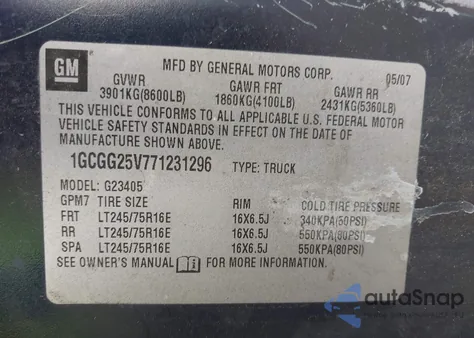 GM
MFD BY GENERAL MOTORS CORP. 05/07
GVWR GAWR FRT GAWR RR
3901KG(8600LB) 1860KG(4100LB) 2431KG(5360LB)
THIS VEHICLE CONFORMS TO ALL APPLICABLE U.S. FEDERAL MOTOR
VEHICLE SAFETY STANDARDS IN EFFECT ON THE DATE OF
MANUFACTURE SHOWN ABOVE.
1GCGG25V771231296 TYPE: TRUCK
MODEL: G23405
GPM7 TIRE SIZE RIM COLD TIRE PRESSURE
FRT LT245/75R16E 16X6.5J 340KPA(50PSI)
RR LT245/75R16E 16X6.5J 550KPA(80PSI)
SPA LT245/75R16E 16X6.5J 550KPA(80PSI)
SEE OWNER'S MANUAL FOR MORE INFORMATION.
autoSnap